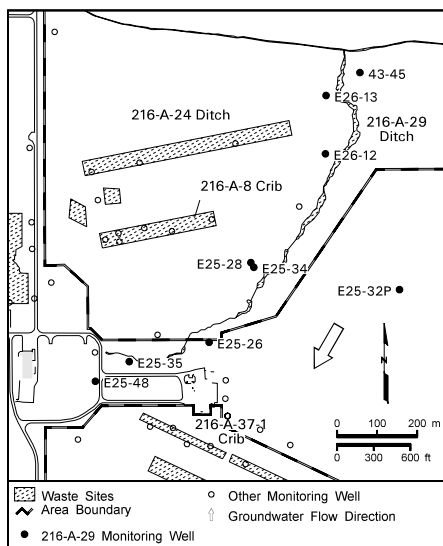 43-45
E26-13
216-A-24 Ditch
216-A-29
Ditch
E26-12
216-A-8 Crib
E25-28
E25-34
E25-32P
E25-26
E25-35
N
E25-48
216-A-37-1
Crib
0 100 200 m
0 300 600 ft
Waste Sites
Area Boundary
216-A-29 Monitoring Well
Other Monitoring Well
Groundwater Flow Direction